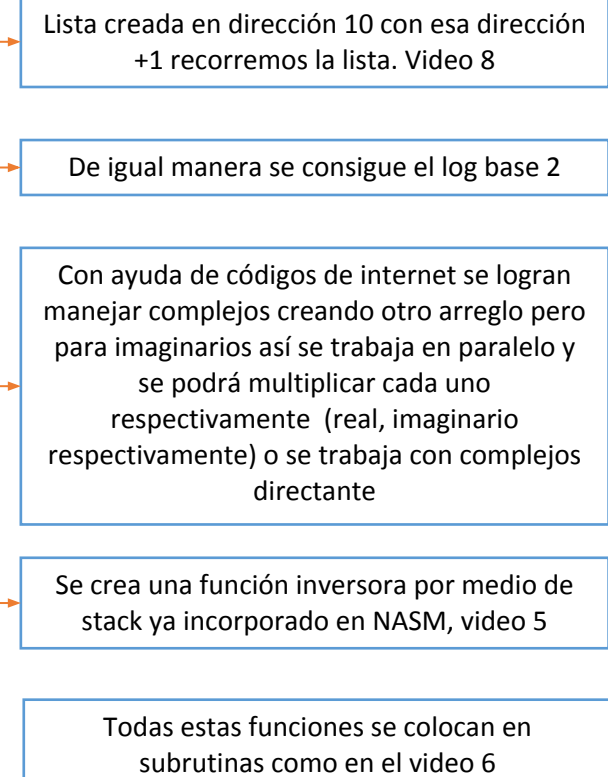 Lista creada en dirección 10 con esa dirección
+1 recorremos la lista. Video 8
De igual manera se consigue el log base 2
Con ayuda de códigos de internet se logran
manejar complejos creando otro arreglo pero
para imaginarios así se trabaja en paralelo y
se podrá multiplicar cada uno
respectivamente (real, imaginario
respectivamente) o se trabaja con complejos
directante
Se crea una función inversora por medio de
stack ya incorporado en NASM, video 5
Todas estas funciones se colocan en
subrutinas como en el video 6